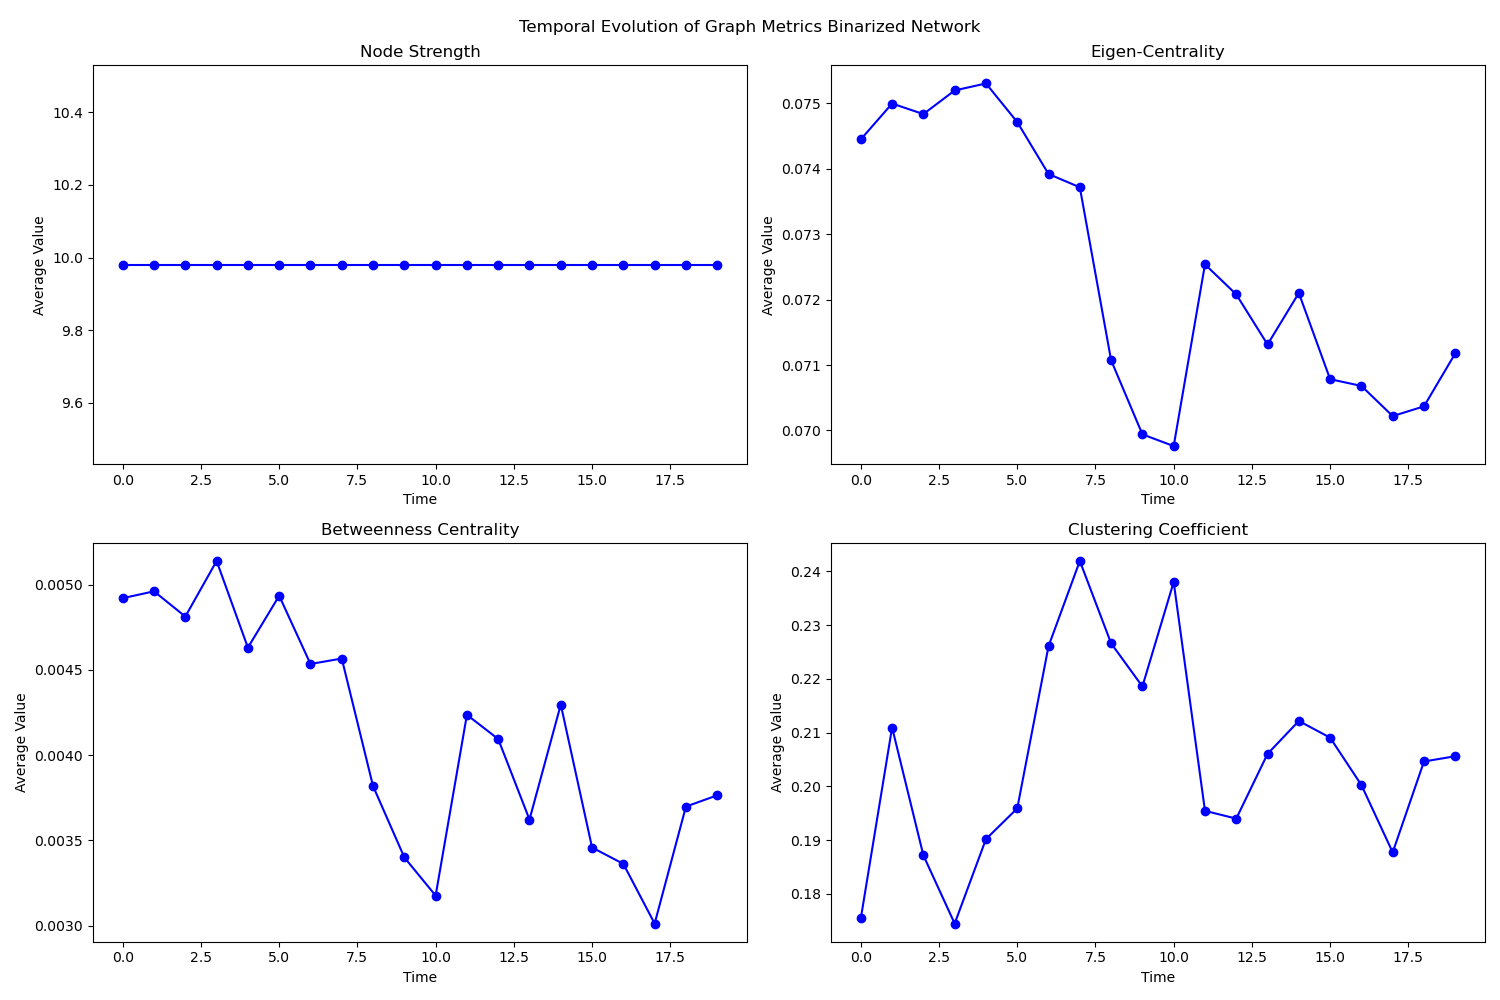 Temporal Evolution of Graph Metrics Binarized Network
Node Strength
10.4
10.2
10.0
9.8
9.6
Average Value
0.0 2.5 5.0 7.5 10.0 12.5 15.0 17.5
Time
Eigen-Centrality
0.075
0.074
0.073
0.072
0.071
0.070
Average Value
0.0 2.5 5.0 7.5 10.0 12.5 15.0 17.5
Time
Betweenness Centrality
0.0050
0.0045
0.0040
0.0035
0.0030
Average Value
0.0 2.5 5.0 7.5 10.0 12.5 15.0 17.5
Time
Clustering Coefficient
0.24
0.23
0.22
0.21
0.20
0.19
0.18
Average Value
0.0 2.5 5.0 7.5 10.0 12.5 15.0 17.5
Time